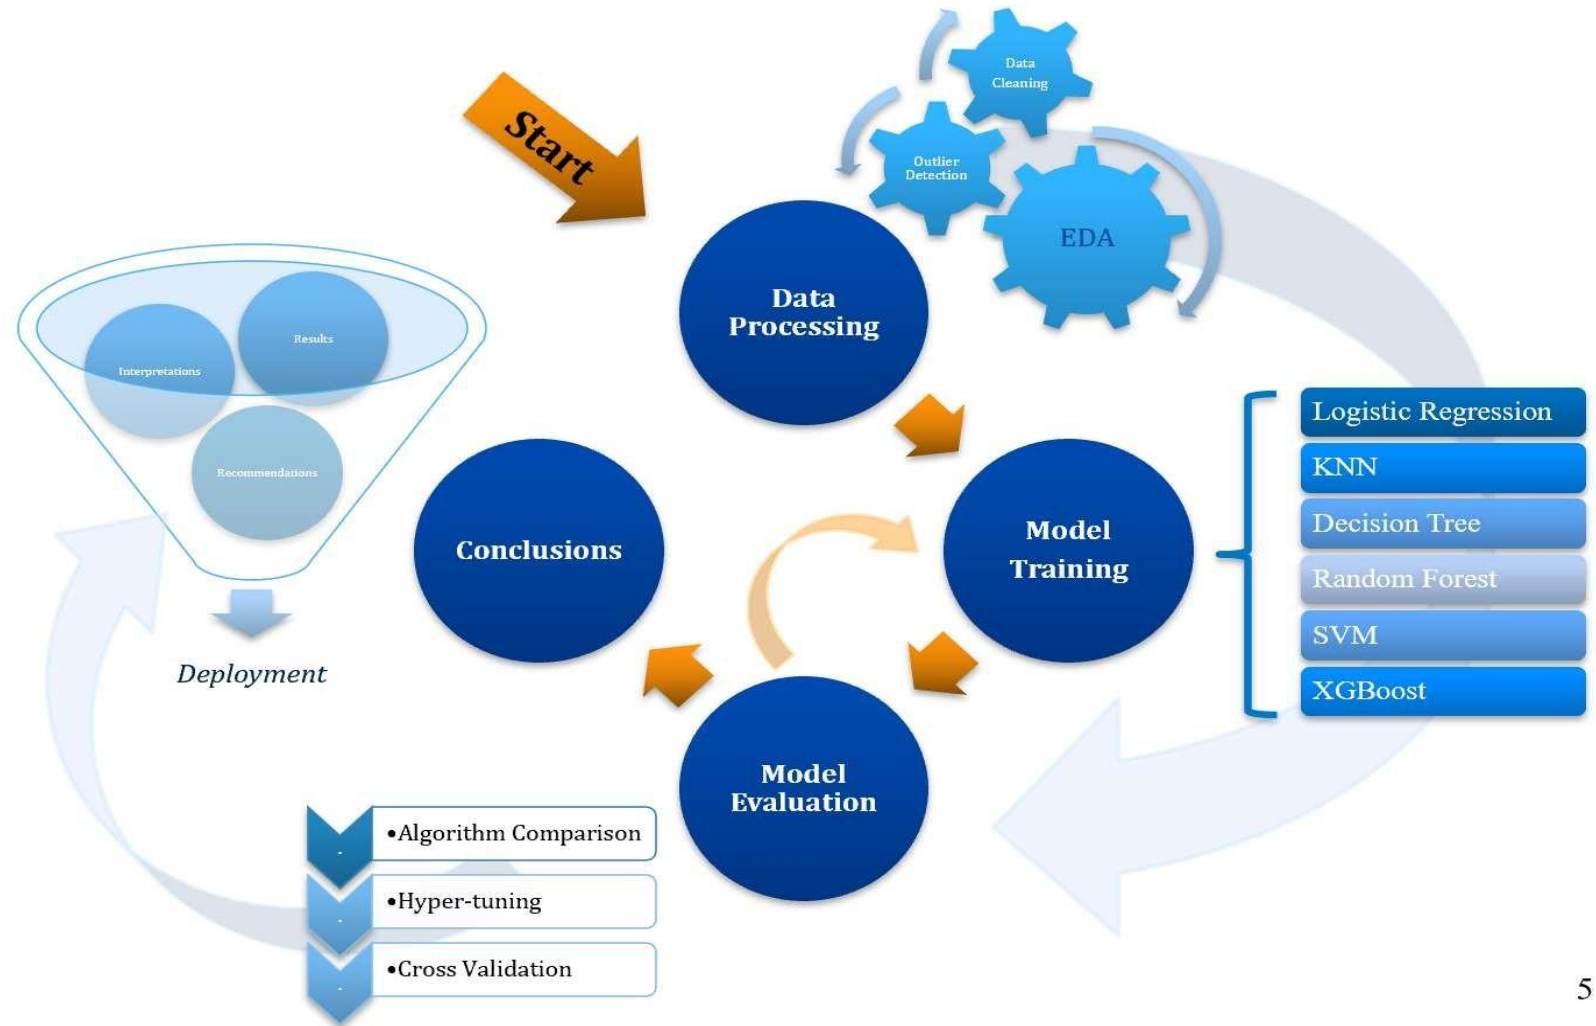 Start
Data
Cleaning
Outlier
Detection
EDA
Data
Processing
Results
Interpretations
Recommendations
Deployment
Conclusions
Model
Training
Logistic Regression
KNN
Decision Tree
Random Forest
SVM
XGBoost
Model
Evaluation
•Algorithm Comparison
•Hyper-tuning
•Cross Validation
5